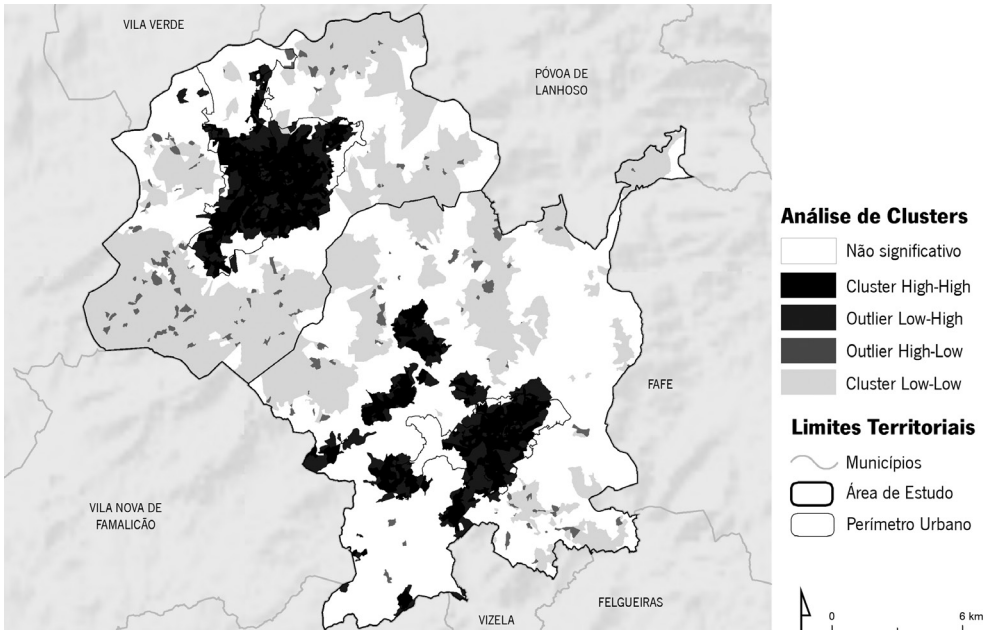 VILA VERDE
PÓVOA DE
LANHOSO
FAFE
VILA NOVA DE
FAMALICÃO
FELGUEIRAS
VIZELA
Análise de Clusters
Não significativo
Cluster High-High
Outlier Low-High
Outlier High-Low
Cluster Low-Low
Limites Territoriais
Municípios
Área de Estudo
Perímetro Urbano
0 6 km